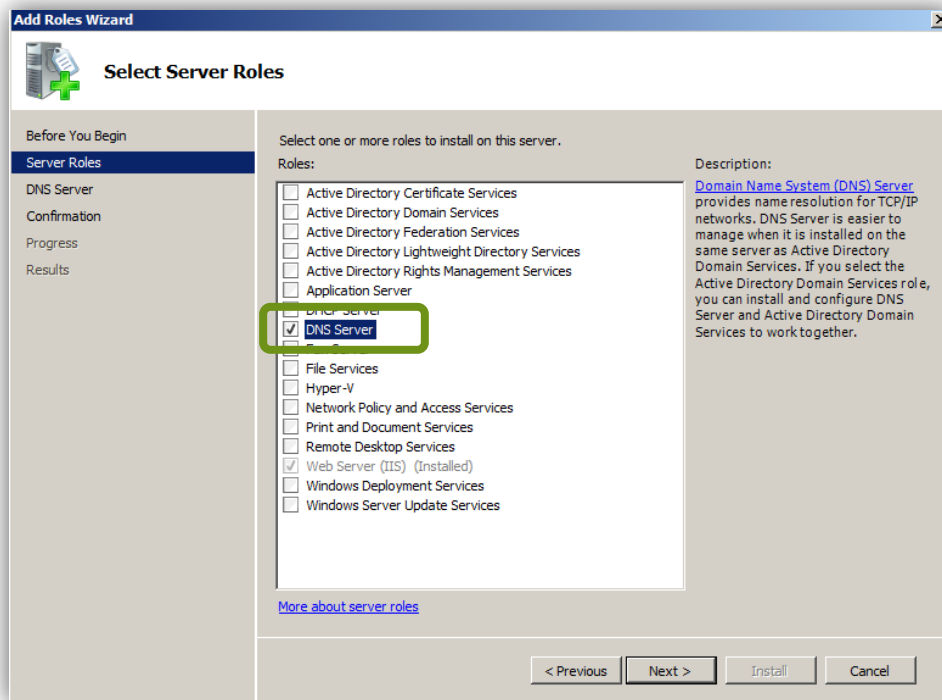 Add Roles Wizard
Select Server Roles
Before You Begin
Server Roles
DNS Server
Confirmation
Progress
Results
Select one or more roles to install on this server.
Roles:
Active Directory Certificate Services
Active Directory Domain Services
Active Directory Federation Services
Active Directory Lightweight Directory Services
Active Directory Rights Management Services
Application Server
DHCP Server
DNS Server
File Services
Hyper-V
Network Policy and Access Services
Print and Document Services
Remote Desktop Services
Web Server (IIS) (Installed)
Windows Deployment Services
Windows Server Update Services
More about server roles
Description:
Domain Name System (DNS) Server
provides name resolution for TCP/IP
networks. DNS Server is easier to
manage when it is installed on the
same server as Active Directory
Domain Services. If you select the
Active Directory Domain Services role,
you can install and configure DNS
Server and Active Directory Domain
Services to work together.
< Previous
Next >
Install
Cancel